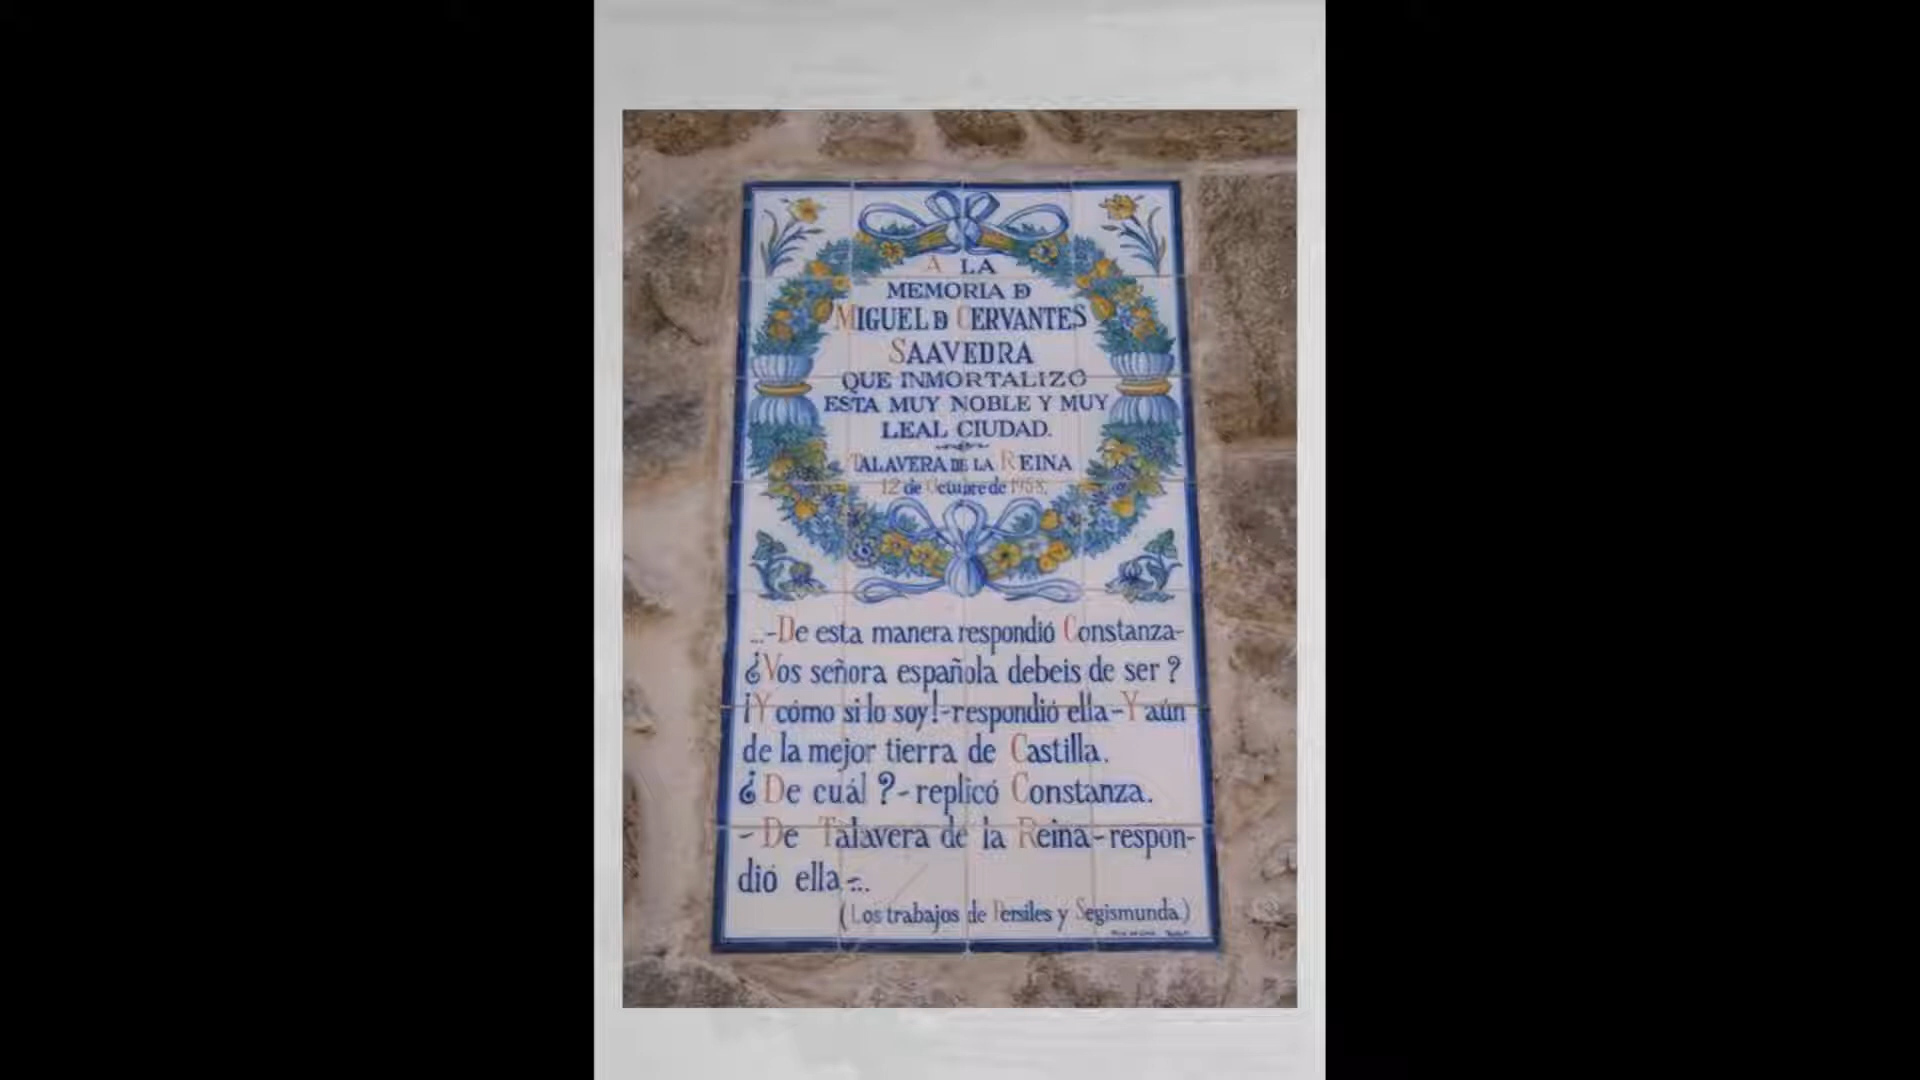 A LA
MEMORIA Đ
MIGUEL Đ CERVANTES
SAAVEDRA
QUE INMORTALIZÓ
ESTA MUY NOBLE Y MUY
LEAL CIUDAD.
TALAVERA DE LA REINA
12 de Octubre de 1958.
...-De esta manera respondió Constanza-
¿Vos señora española debeis de ser?
¡Y cómo si lo soy!-respondió ella-Y aún
de la mejor tierra de Castilla.
¿De cuál?-replicó Constanza.
-De Talavera de la Reina-respon-
dió ella-...
(Los trabajos de Persiles y Segismunda)